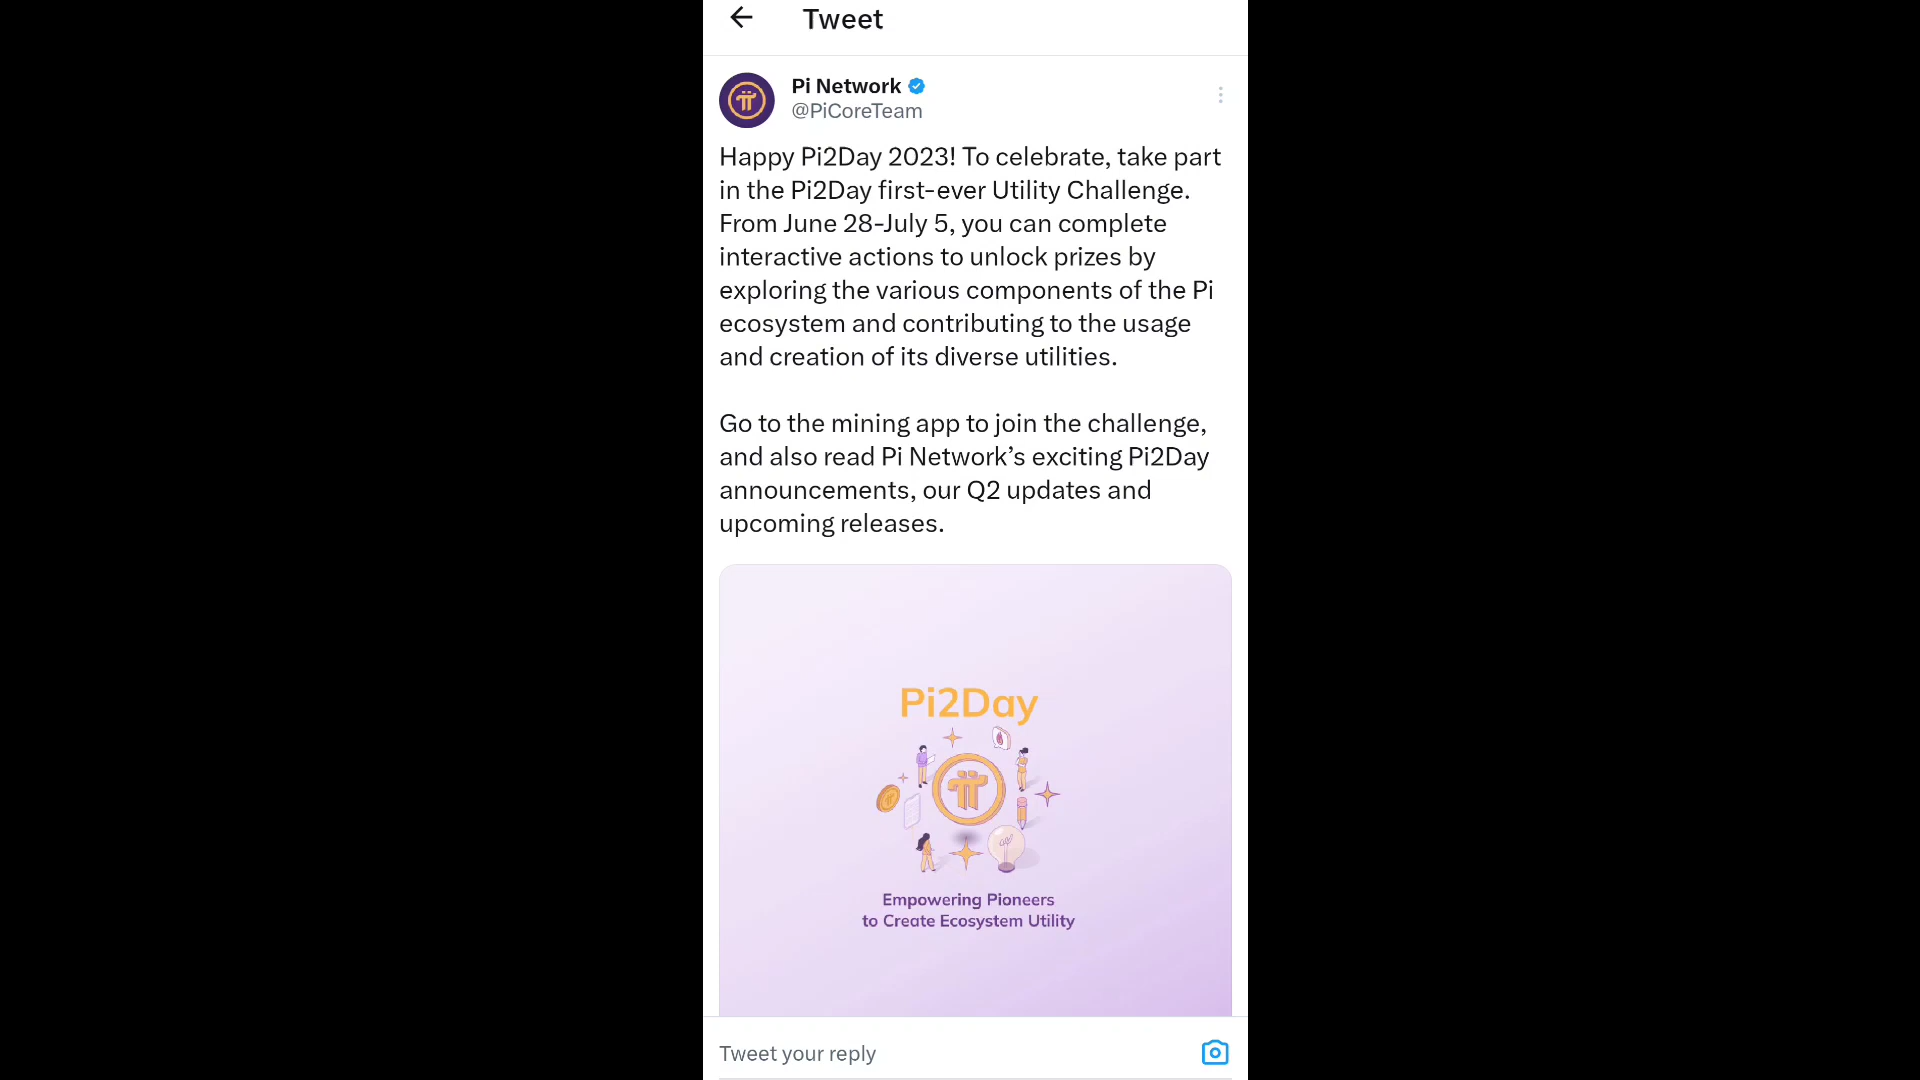 Tweet
Pi Network
@PiCoreTeam
Happy Pi2Day 2023! To celebrate, take part
in the Pi2Day first-ever Utility Challenge.
From June 28-July 5, you can complete
interactive actions to unlock prizes by
exploring the various components of the Pi
ecosystem and contributing to the usage
and creation of its diverse utilities.
Go to the mining app to join the challenge,
and also read Pi Network’s exciting Pi2Day
announcements, our Q2 updates and
upcoming releases.
Pi2Day
Empowering Pioneers
to Create Ecosystem Utility
Tweet your reply